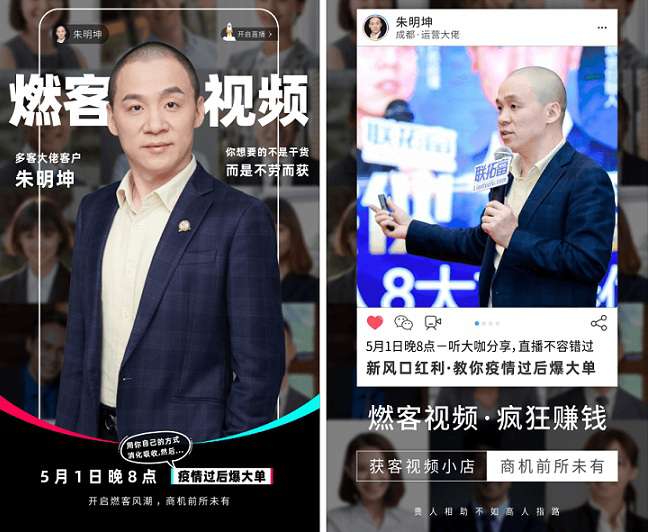 朱明坤
开启直播
燃客视频
多客大佬客户
朱明坤
你想要的不是干货
而是不劳而获
用你自己的方式
消化吸收,然后...
5月1日晚8点
疫情过后爆大单
开启燃客风潮，商机前所未有
朱明坤
成都·运营大佬
联拓富
联拓富
8大
5月1日晚8点－听大咖分享，直播不容错过
新风口红利·教你疫情过后爆大单
燃客视频·疯狂赚钱
获客视频小店
商机前所未有
贵人相助不如高人指路